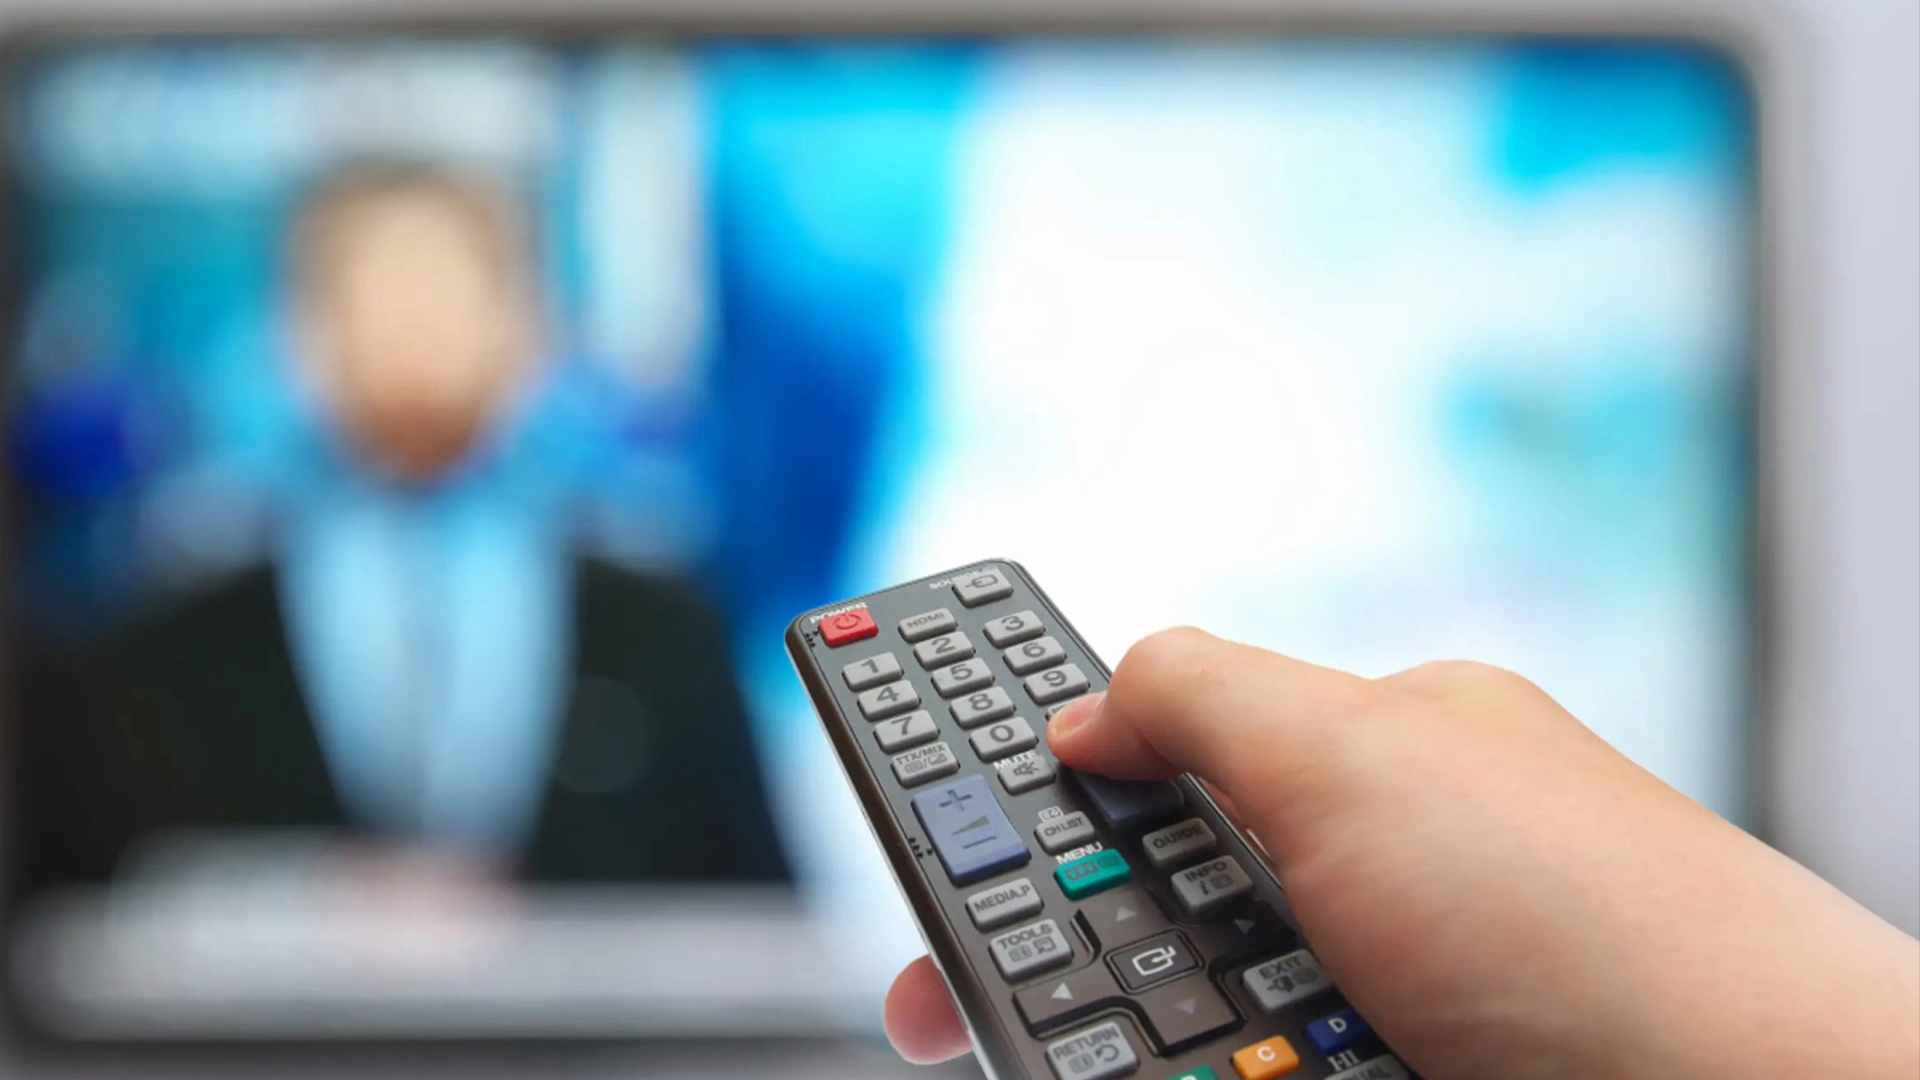 POWER
SOURCE
HDMI
1 2 3
4 5 6
7 8 9
TTX/MIX 0
MUTE
+
−
CH LIST
MENU
GUIDE
MEDIA.P
INFO
i
TOOLS
EXIT
RETURN
C D
DUAL